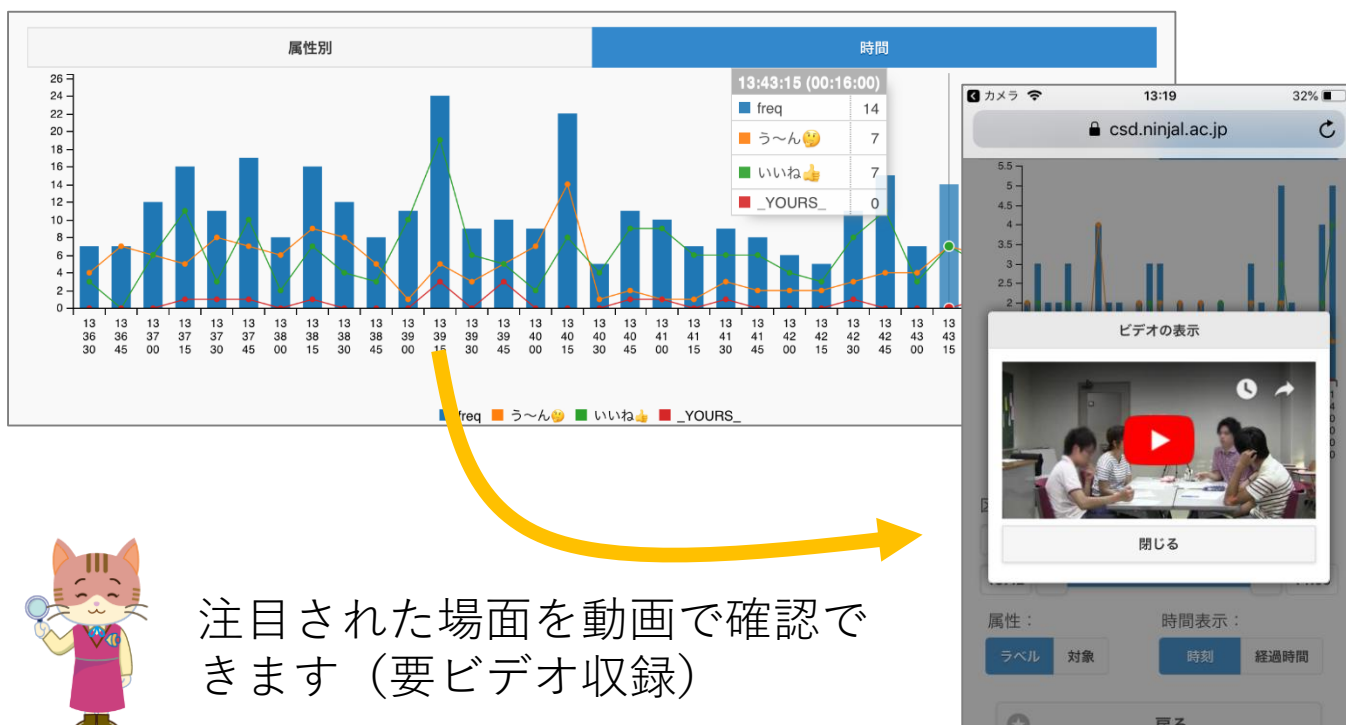 属性別
時間
26
24
22
20
18
16
14
12
10
8
6
4
2
0
13:43:15 (00:16:00)
freq 14
う〜ん🤔 7
いいね👍 7
_YOURS_ 0
13 13 13 13 13 13 13 13 13 13 13 13 13 13 13 13 13 13 13 13 13 13 13 13 13 13 13 13
36 36 37 37 37 37 38 38 38 38 39 39 39 39 40 40 40 40 41 41 41 41 42 42 42 42 43 43
30 45 00 15 30 45 00 15 30 45 00 15 30 45 00 15 30 45 00 15 30 45 00 15 30 45 00 15
freq う〜ん🤔 いいね👍 _YOURS_
カメラ 13:19 32%
csd.ninjal.ac.jp
5.5
5
4.5
4
3.5
3
2.5
2
ビデオの表示
閉じる
属性： 時間表示：
ラベル 対象 時刻 経過時間
戻る
注目された場面を動画で確認で
きます（要ビデオ収録）